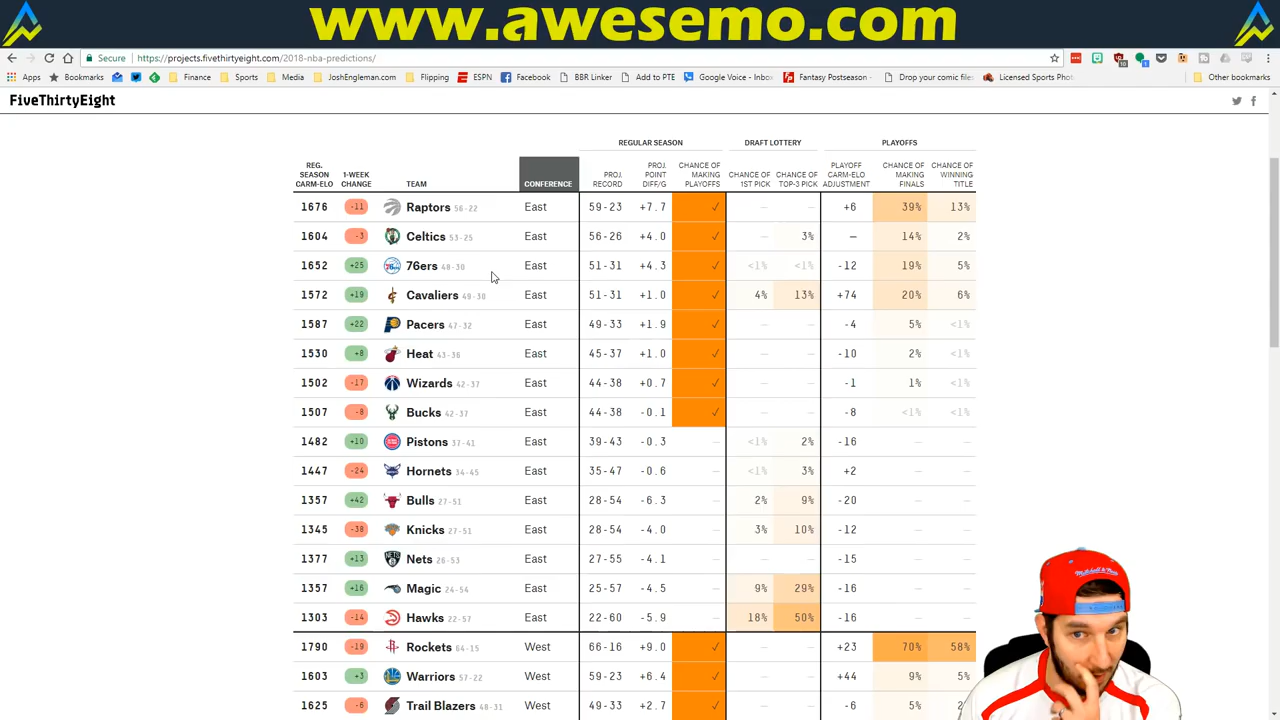 www.awesemo.com
Secure https://projects.fivethirtyeight.com/2018-nba-predictions/
Apps Bookmarks Finance Sports Media JoshEngleman.com Flipping ESPN Facebook BBR Linker Add to PTE Google Voice - Inbo Fantasy Postseason - Drop your comic file Licensed Sports Pho Other bookmarks
FiveThirtyEight
REGULAR SEASON DRAFT LOTTERY PLAYOFFS
REG. SEASON CARM-ELO 1-WEEK CHANGE TEAM CONFERENCE PROJ. RECORD PROJ. POINT DIFF/G CHANCE OF MAKING PLAYOFFS CHANCE OF 1ST PICK CHANCE OF TOP-3 PICK PLAYOFF CARM-ELO ADJUSTMENT CHANCE OF MAKING FINALS CHANCE OF WINNING TITLE
1676 -11 Raptors 56-22 East 59-23 +7.7 ✓ — — +6 39% 13%
1604 -3 Celtics 53-25 East 56-26 +4.0 ✓ — 3% — 14% 2%
1652 +25 76ers 48-30 East 51-31 +4.3 ✓ <1% <1% -12 19% 5%
1572 +19 Cavaliers 49-30 East 51-31 +1.0 ✓ 4% 13% +74 20% 6%
1587 +22 Pacers 47-32 East 49-33 +1.9 ✓ — — -4 5% <1%
1530 +8 Heat 43-36 East 45-37 +1.0 ✓ — — -10 2% <1%
1502 -17 Wizards 42-37 East 44-38 +0.7 ✓ — — -1 1% <1%
1507 -8 Bucks 42-37 East 44-38 -0.1 ✓ — — -8 <1% <1%
1482 +10 Pistons 37-41 East 39-43 -0.3 — <1% 2% -16 — —
1447 -24 Hornets 34-45 East 35-47 -0.6 — <1% 3% +2 — —
1357 +42 Bulls 27-51 East 28-54 -6.3 — 2% 9% -20 — —
1345 -38 Knicks 27-51 East 28-54 -4.0 — 3% 10% -12 — —
1377 +13 Nets 26-53 East 27-55 -4.1 — — — -15 — —
1357 +16 Magic 24-54 East 25-57 -4.5 — 9% 29% -16 — —
1303 -14 Hawks 22-57 East 22-60 -5.9 — 18% 50% -16 — —
1790 -19 Rockets 64-15 West 66-16 +9.0 ✓ — — +23 70% 58%
1603 +3 Warriors 57-22 West 59-23 +6.4 ✓ — — +44 9% 5%
1625 -6 Trail Blazers 48-31 West 49-33 +2.7 ✓ — — -6 5%